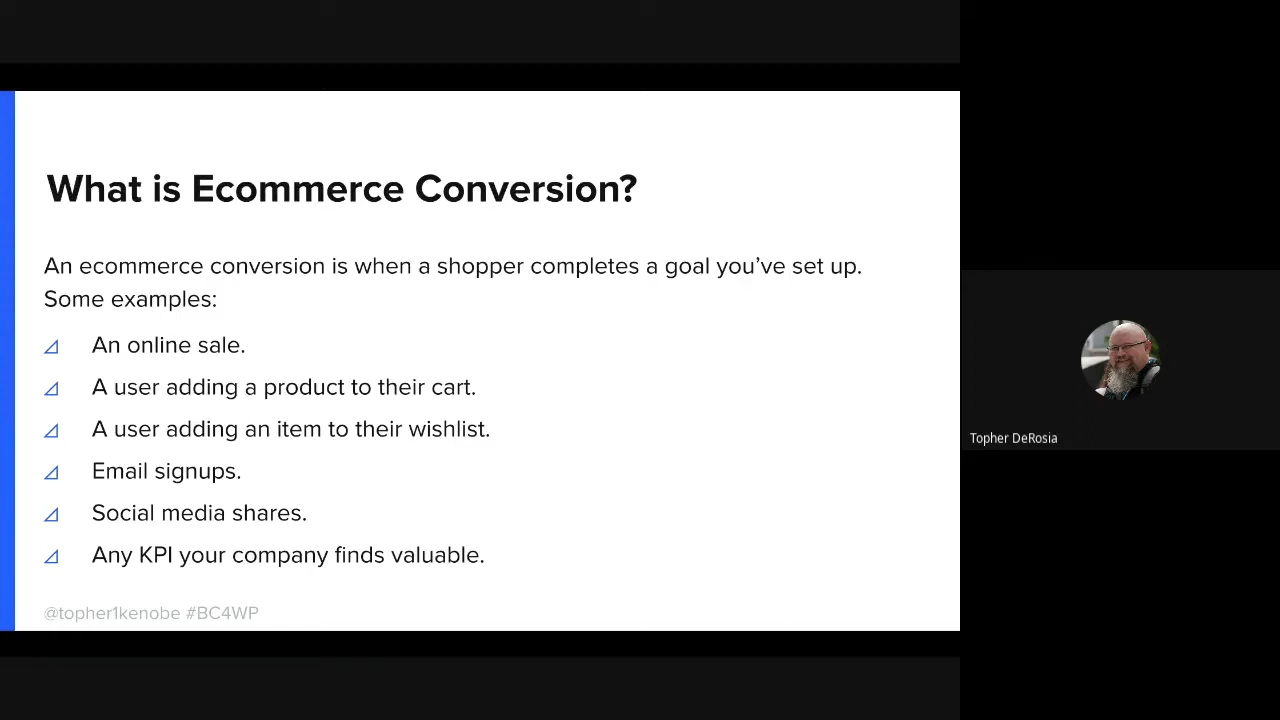 What is Ecommerce Conversion?
An ecommerce conversion is when a shopper completes a goal you’ve set up.
Some examples:
An online sale.
A user adding a product to their cart.
A user adding an item to their wishlist.
Email signups.
Social media shares.
Any KPI your company finds valuable.
@topher1kenobe #BC4WP
Topher DeRosia